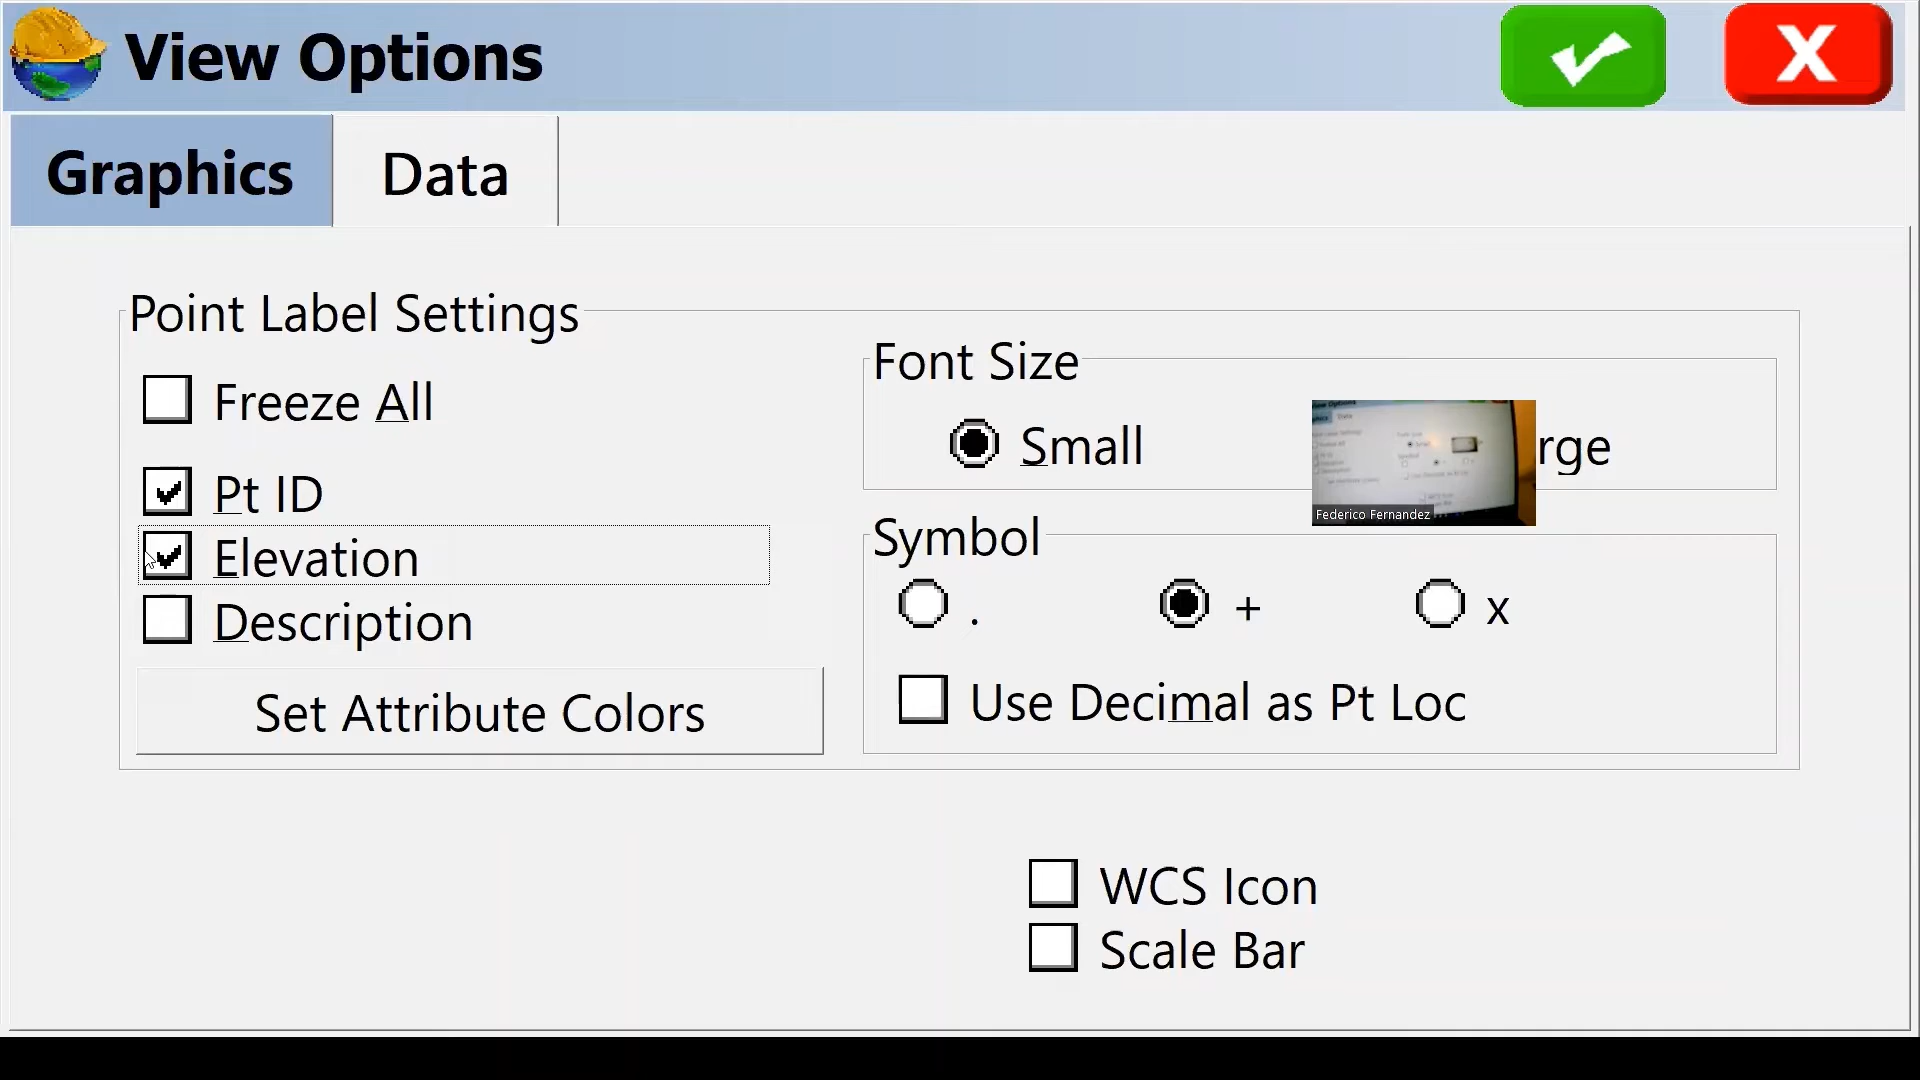 View Options
X
Graphics
Data
Point Label Settings
Freeze All
Pt ID
Elevation
Description
Set Attribute Colors
Font Size
Small
rge
Federico Fernandez
Symbol
.
+
x
Use Decimal as Pt Loc
WCS Icon
Scale Bar